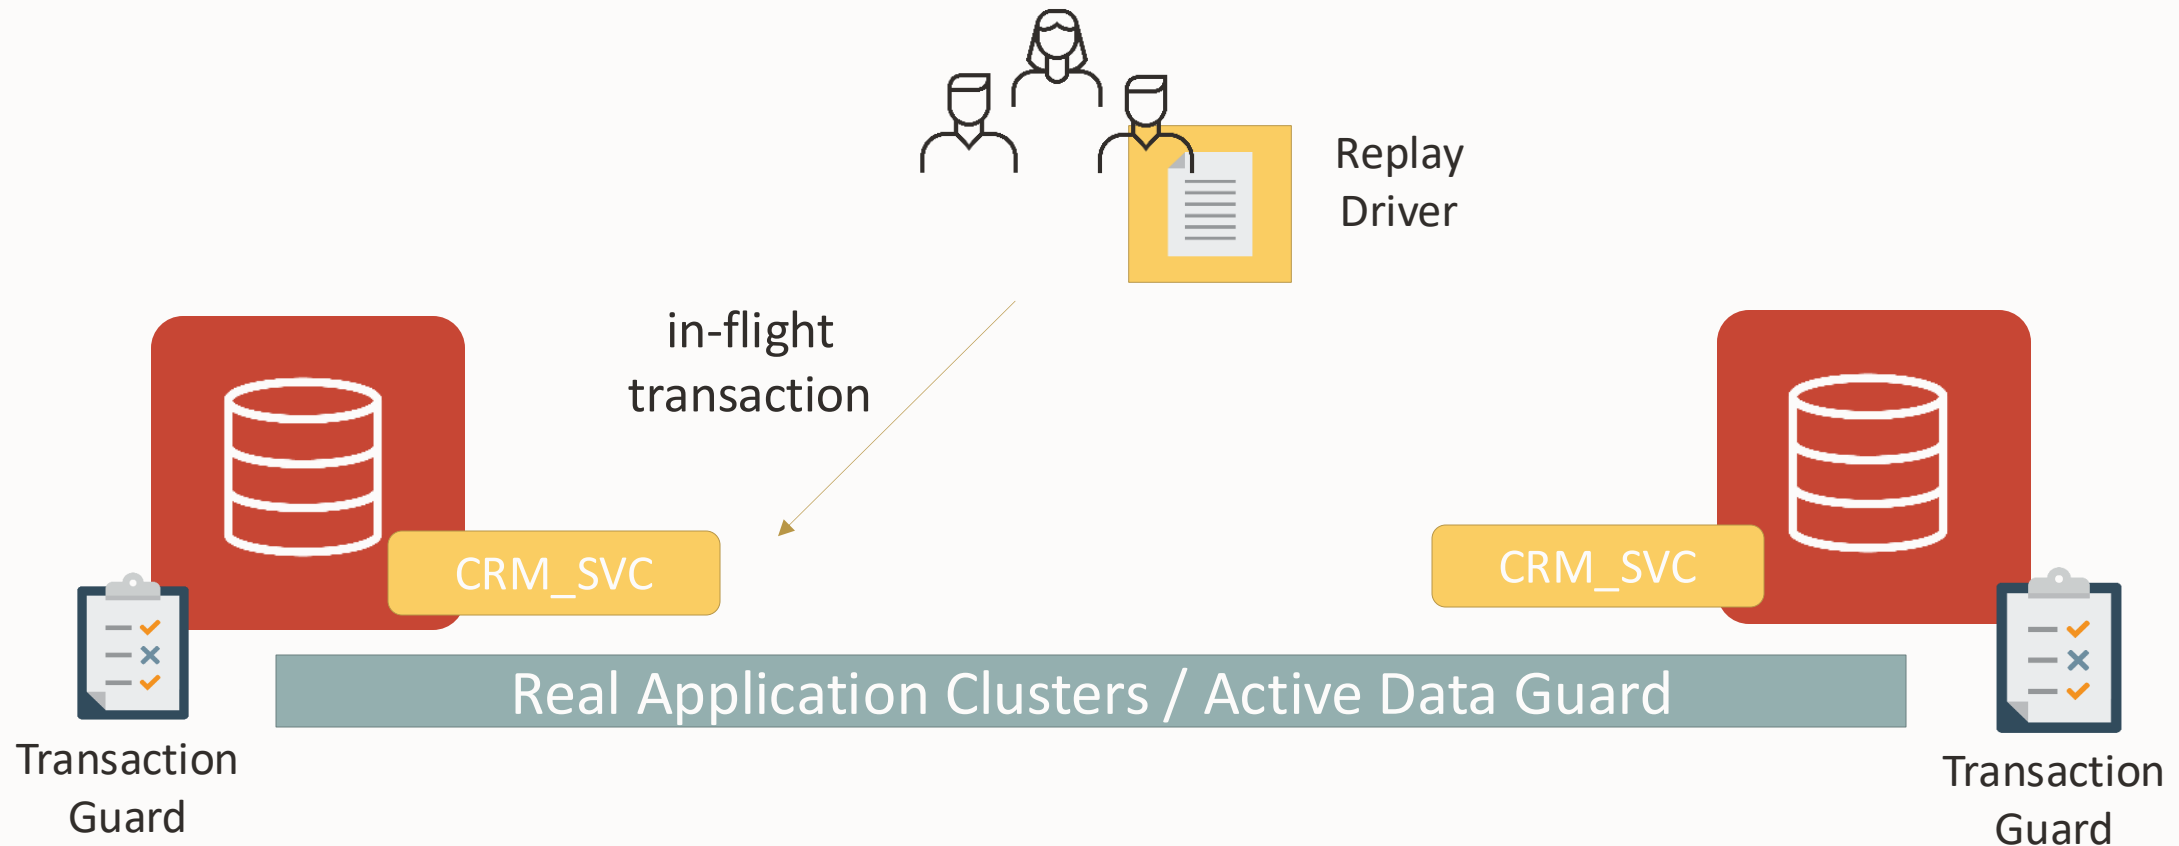 Replay
Driver
in-flight
transaction
CRM_SVC
CRM_SVC
Real Application Clusters / Active Data Guard
Transaction
Guard
Transaction
Guard